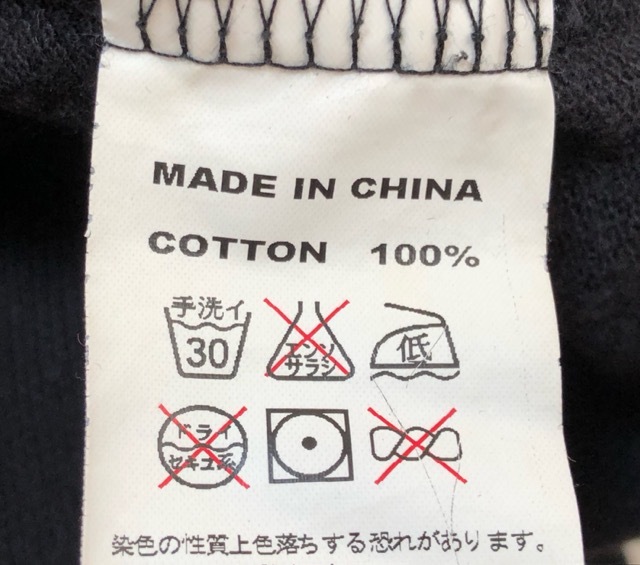 MADE IN CHINA
COTTON 100%
手洗イ
30
エンソ
サラシ
低
ドライ
セキユ系
染色の性質上色落ちする恐れがあります。